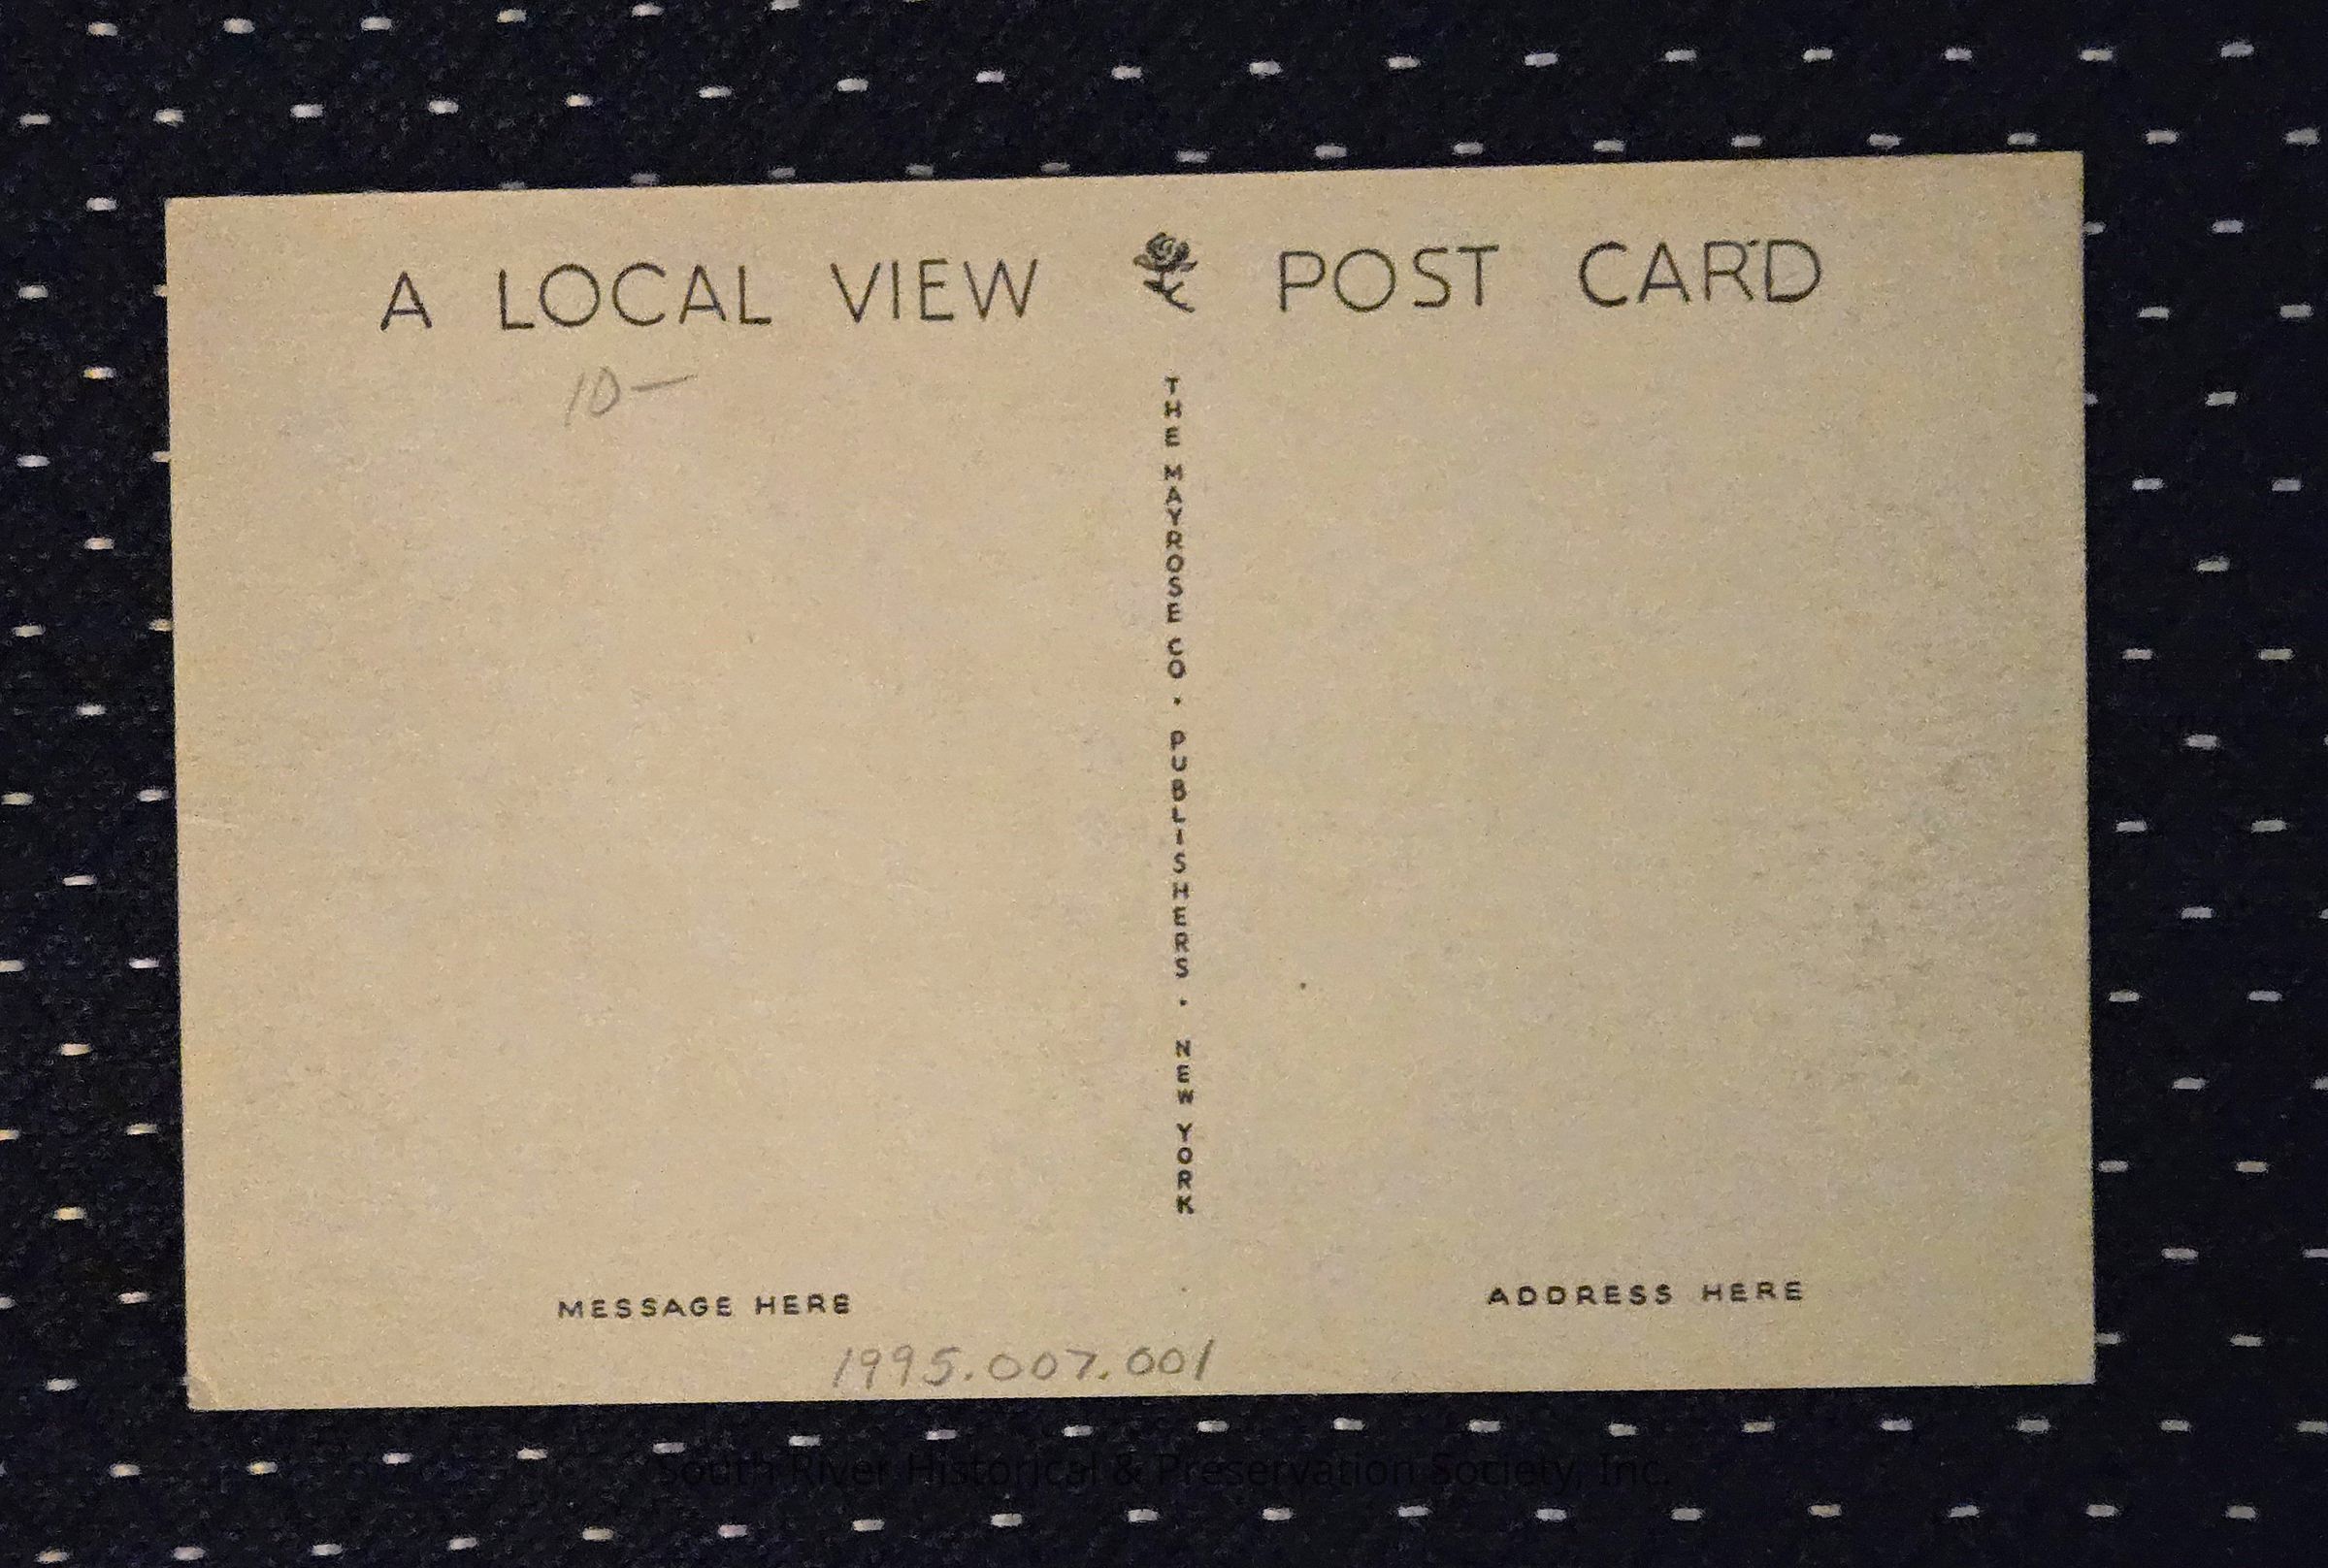 A LOCAL VIEW POST CARD
10-
THE MAYROSE CO. PUBLISHERS. NEW YORK
MESSAGE HERE
ADDRESS HERE
1995.007.001
South River Historical & Preservation Society, Inc.